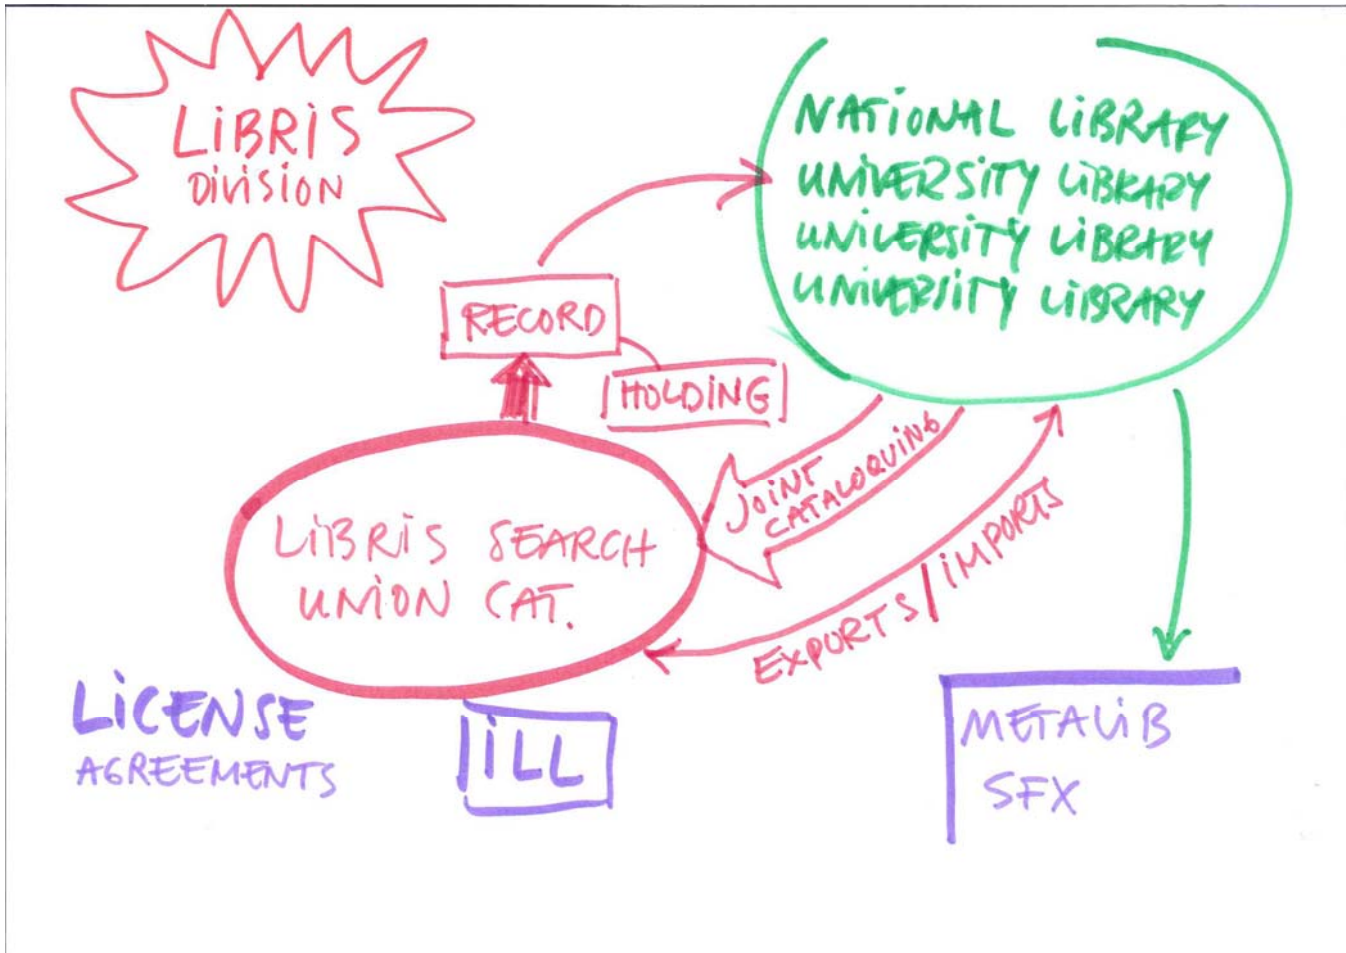 LiBRiS
DiViSiON
NATiONAL LiBRARY
UNiVERSiTY LiBRARY
UNiVERSiTY LiBRARY
UNiVERSiTY LiBRARY
RECORD
HOLDiNG
JOiNT
CATALOQUiNG
EXPORTS/iMPORTS
LiBRiS SEARCH
UNiON CAT.
LiCENSE
AGREEMENTS
iLL
METALiB
SFX